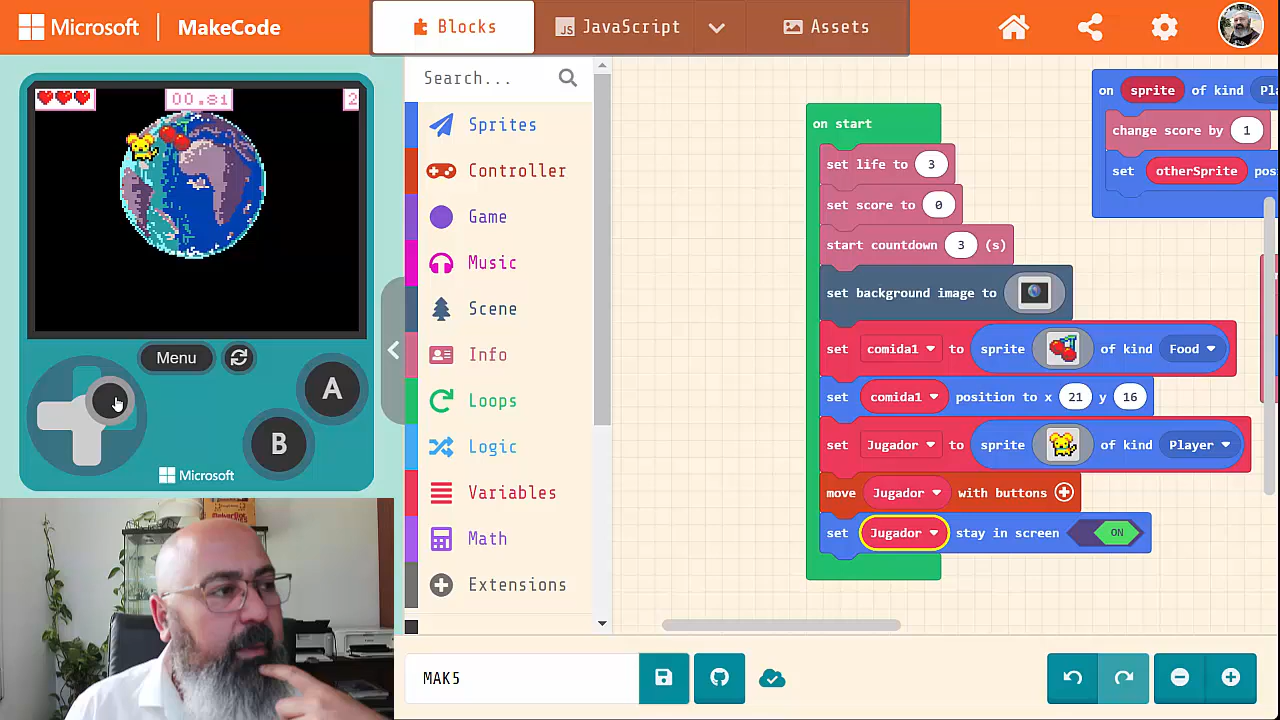 Microsoft
MakeCode
Blocks
JavaScript
Assets
00.81
2
Menu
A
B
Microsoft
Search...
Sprites
Controller
Game
Music
Scene
Info
Loops
Logic
Variables
Math
Extensions
on start
set life to 3
set score to 0
start countdown 3 (s)
set background image to
set comida1 to sprite of kind Food
set comida1 position to x 21 y 16
set Jugador to sprite of kind Player
move Jugador with buttons
set Jugador stay in screen ON
on sprite of kind Pla
change score by 1
set otherSprite pos
MAK5